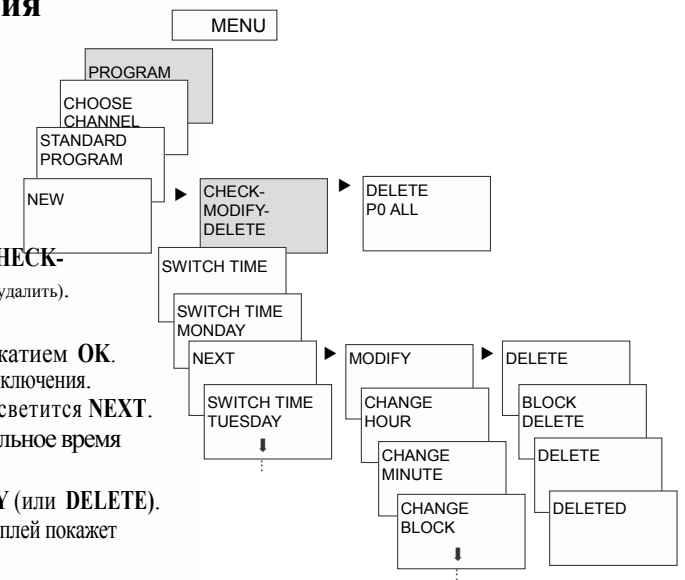 ия
MENU
PROGRAM
CHOOSE
CHANNEL
STANDARD
PROGRAM
NEW
CHECK-
MODIFY-
DELETE
DELETE
P0 ALL
HECK-
удалить).
SWITCH TIME
SWITCH TIME
MONDAY
катием OK.
ключения.
светится NEXT.
льное время
Y (или DELETE).
плей покажет
NEXT
SWITCH TIME
TUESDAY
MODIFY
CHANGE
HOUR
CHANGE
MINUTE
CHANGE
BLOCK
DELETE
BLOCK
DELETE
DELETE
DELETED